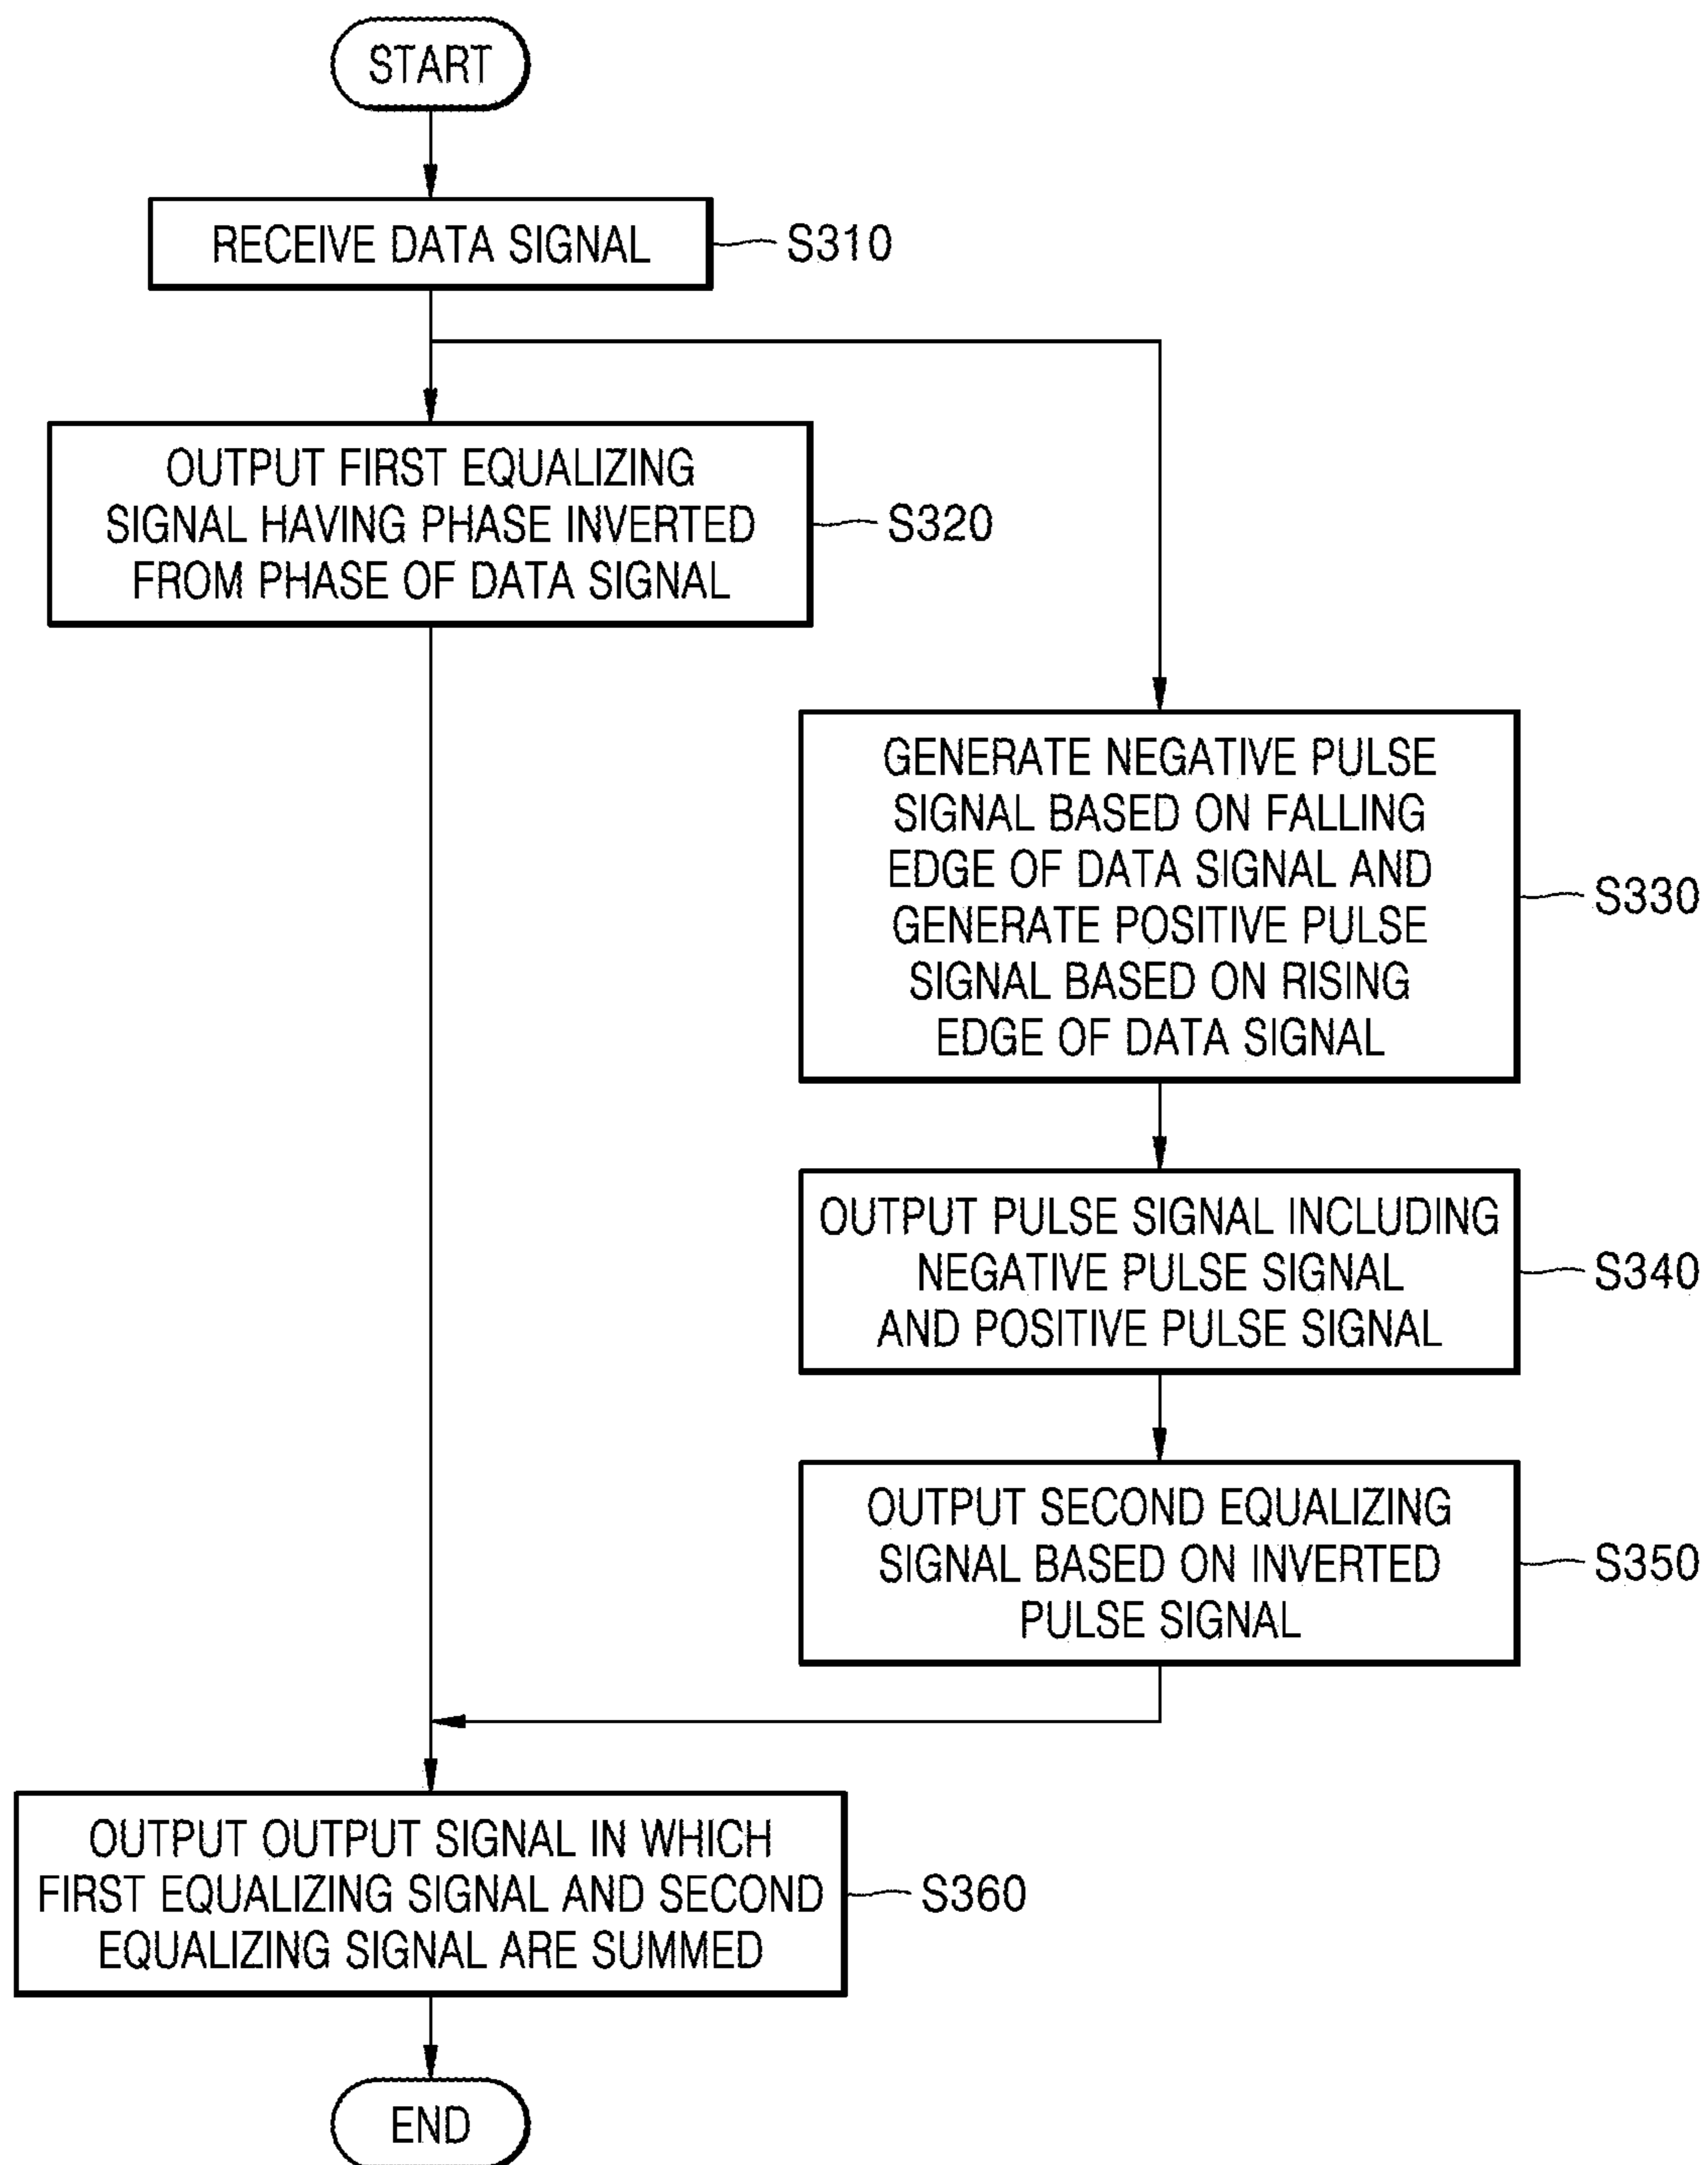 START
RECEIVE DATA SIGNAL
S310
OUTPUT FIRST EQUALIZING
SIGNAL HAVING PHASE INVERTED
FROM PHASE OF DATA SIGNAL
S320
GENERATE NEGATIVE PULSE
SIGNAL BASED ON FALLING
EDGE OF DATA SIGNAL AND
GENERATE POSITIVE PULSE
SIGNAL BASED ON RISING
EDGE OF DATA SIGNAL
S330
OUTPUT PULSE SIGNAL INCLUDING
NEGATIVE PULSE SIGNAL
AND POSITIVE PULSE SIGNAL
S340
OUTPUT SECOND EQUALIZING
SIGNAL BASED ON INVERTED
PULSE SIGNAL
S350
OUTPUT OUTPUT SIGNAL IN WHICH
FIRST EQUALIZING SIGNAL AND SECOND
EQUALIZING SIGNAL ARE SUMMED
S360
END